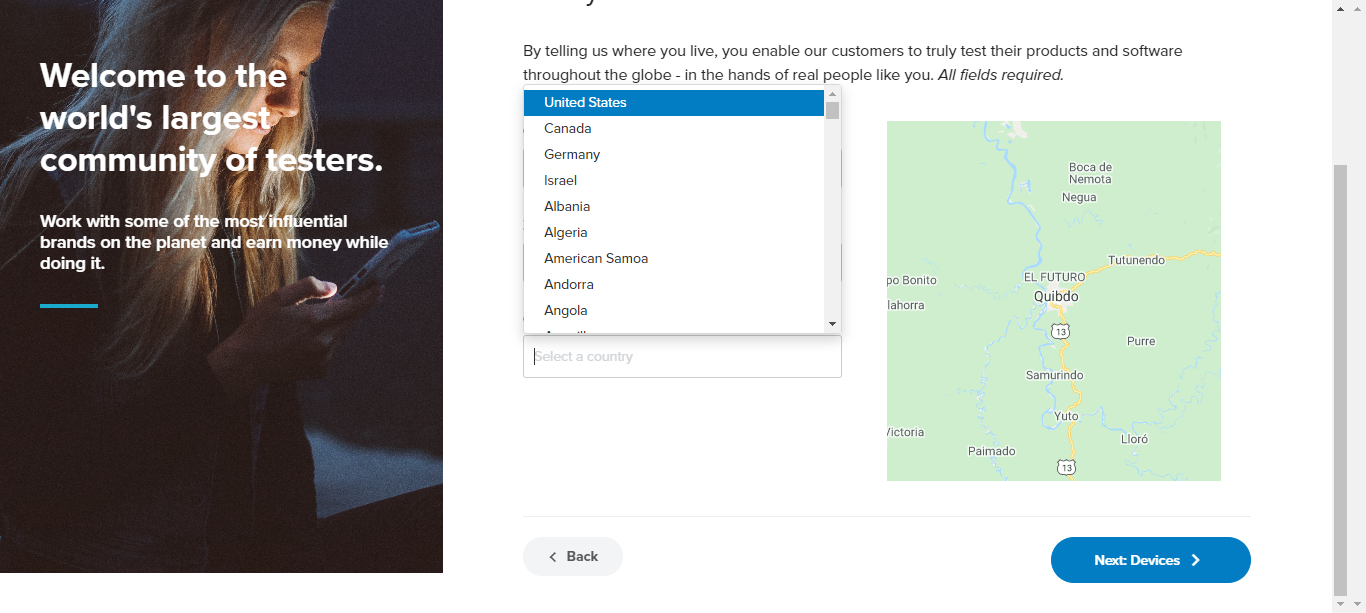 Welcome to the
world's largest
community of testers.
Work with some of the most influential
brands on the planet and earn money while
doing it.
By telling us where you live, you enable our customers to truly test their products and software
throughout the globe - in the hands of real people like you. All fields required.
United States
Canada
Germany
Israel
Albania
Algeria
American Samoa
Andorra
Angola
Select a country
Boca de
Nemota
Negua
Tutunendo
EL FUTURO
po Bonito
Quibdo
lahorra
13
Purre
Samurindo
Yuto
Victoria
Lloró
Paimado
13
Back
Next: Devices